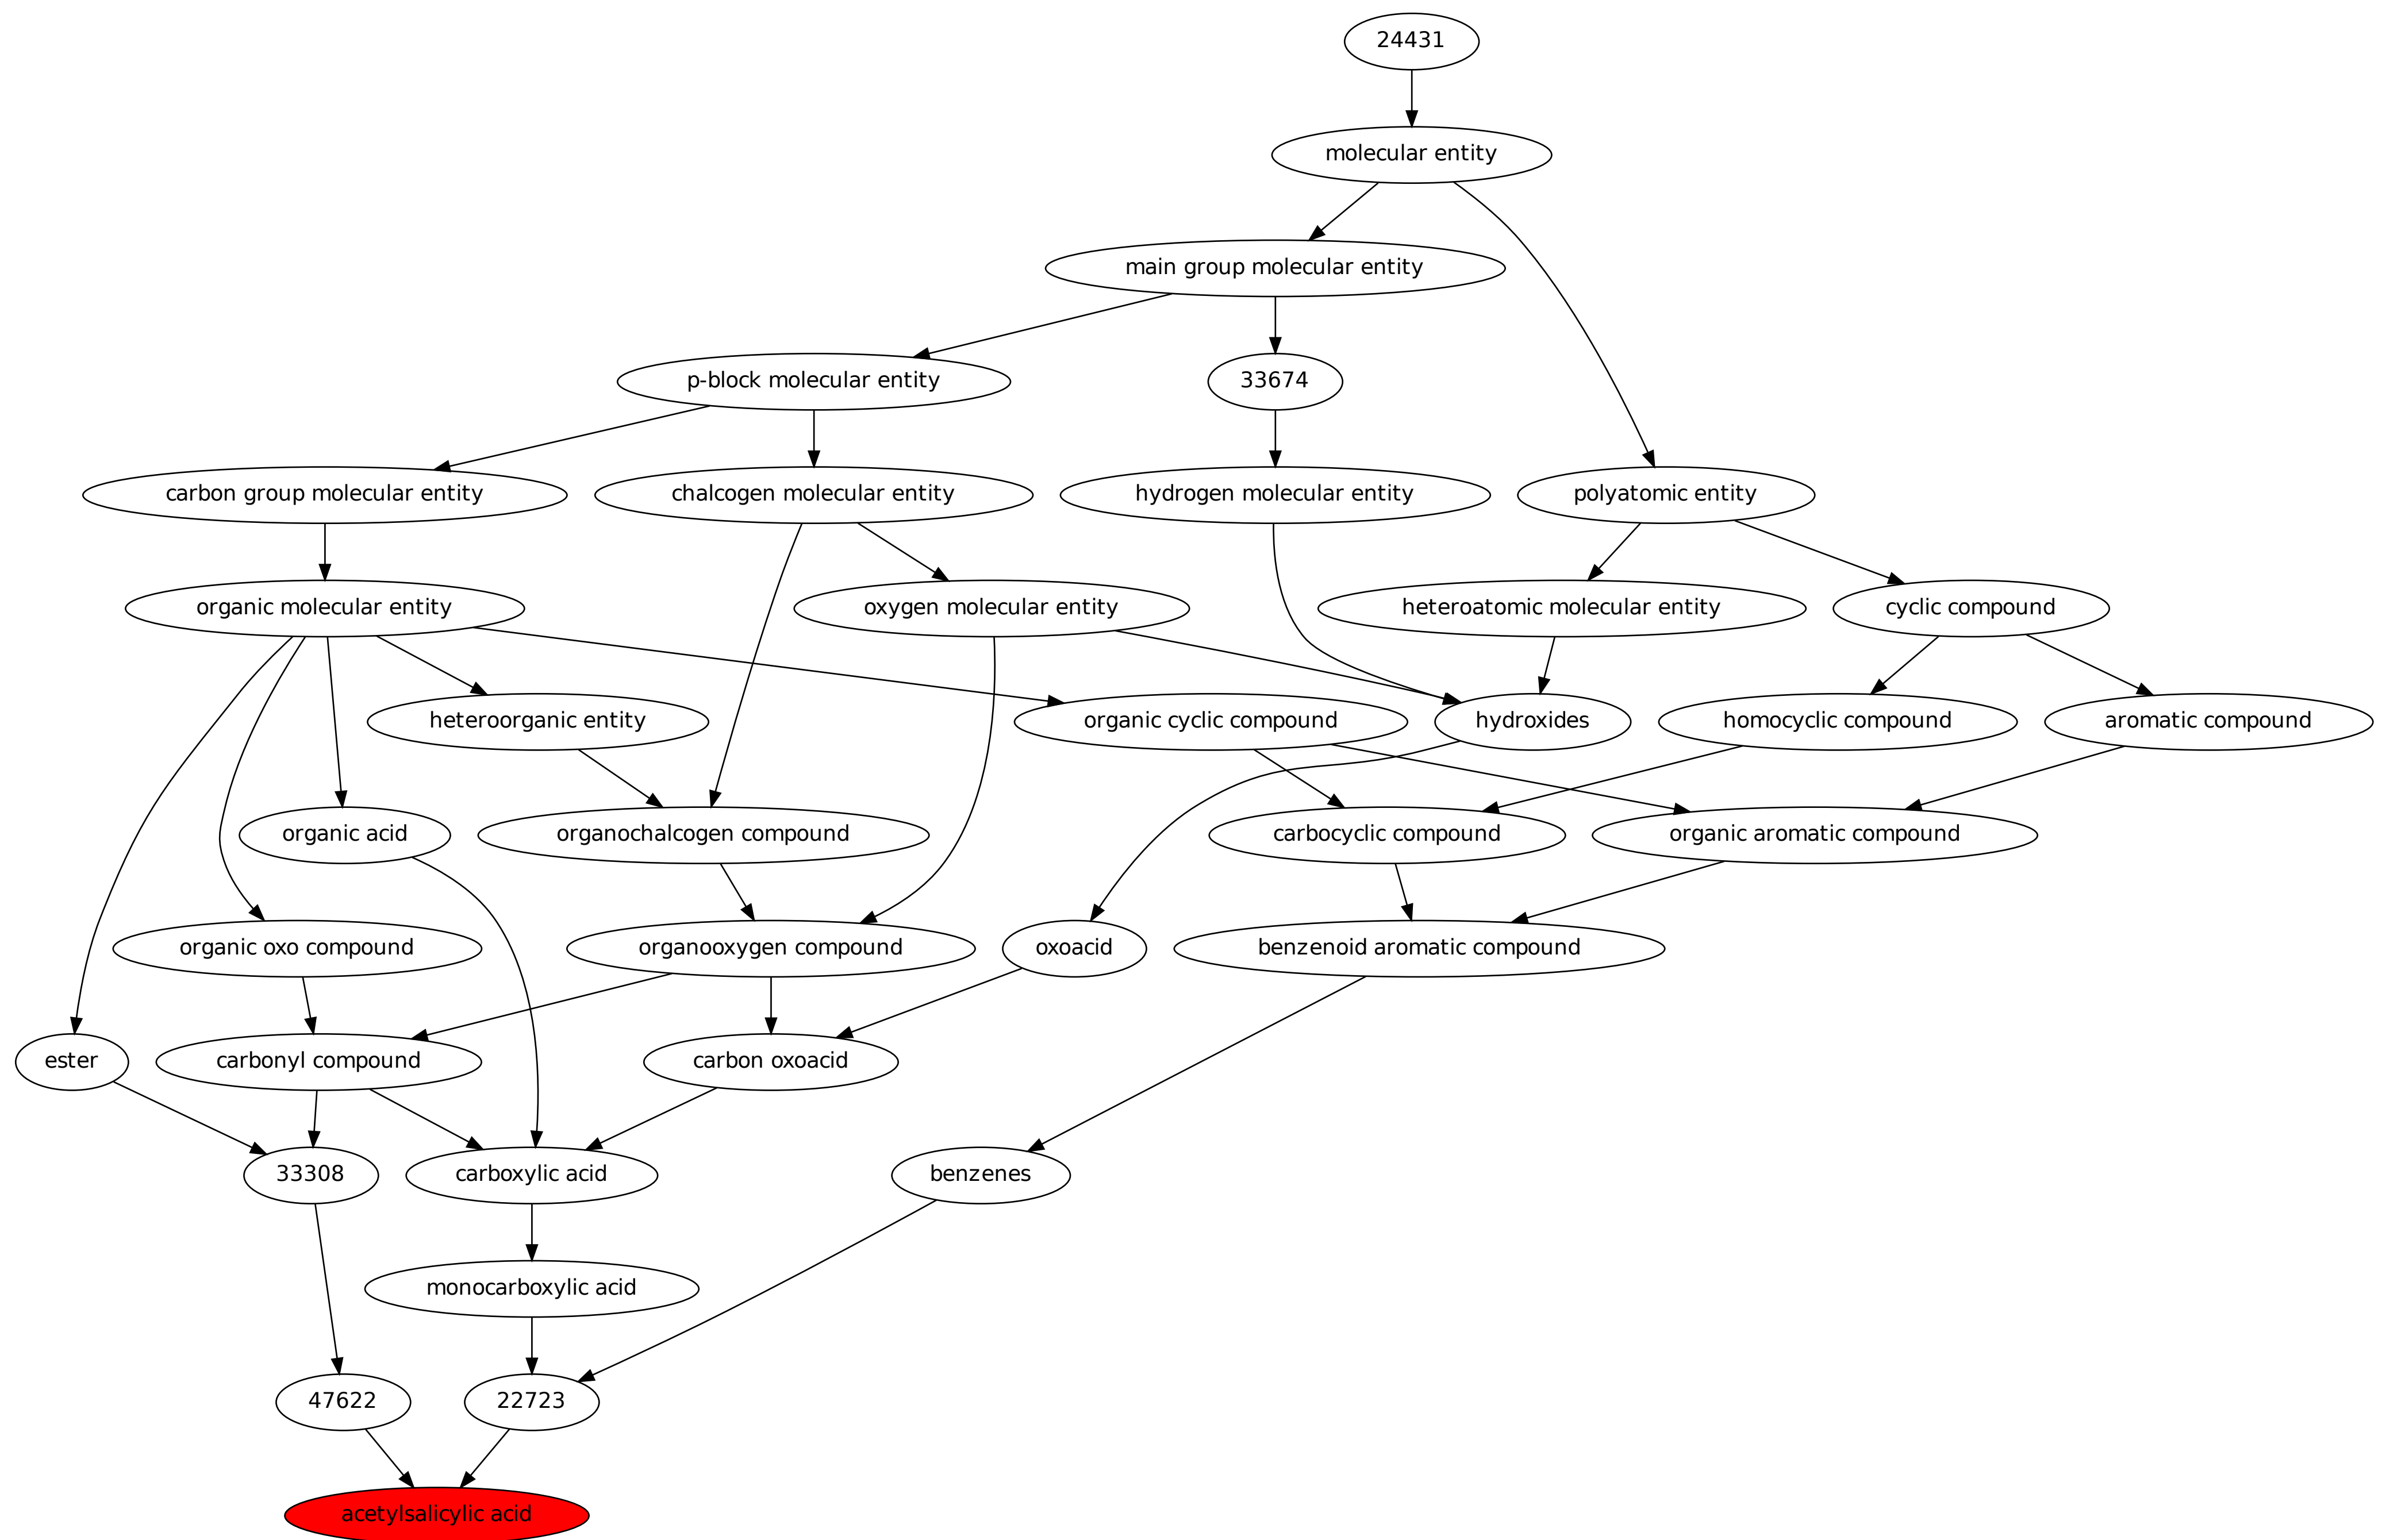 24431
molecular entity
main group molecular entity
p-block molecular entity
33674
carbon group molecular entity
chalcogen molecular entity
hydrogen molecular entity
polyatomic entity
organic molecular entity
oxygen molecular entity
heteroatomic molecular entity
cyclic compound
heteroorganic entity
organic cyclic compound
hydroxides
homocyclic compound
aromatic compound
organic acid
organochalcogen compound
carbocyclic compound
organic aromatic compound
organic oxo compound
organooxygen compound
oxoacid
benzenoid aromatic compound
ester
carbonyl compound
carbon oxoacid
33308
carboxylic acid
benzenes
monocarboxylic acid
47622
22723
acetylsalicylic acid